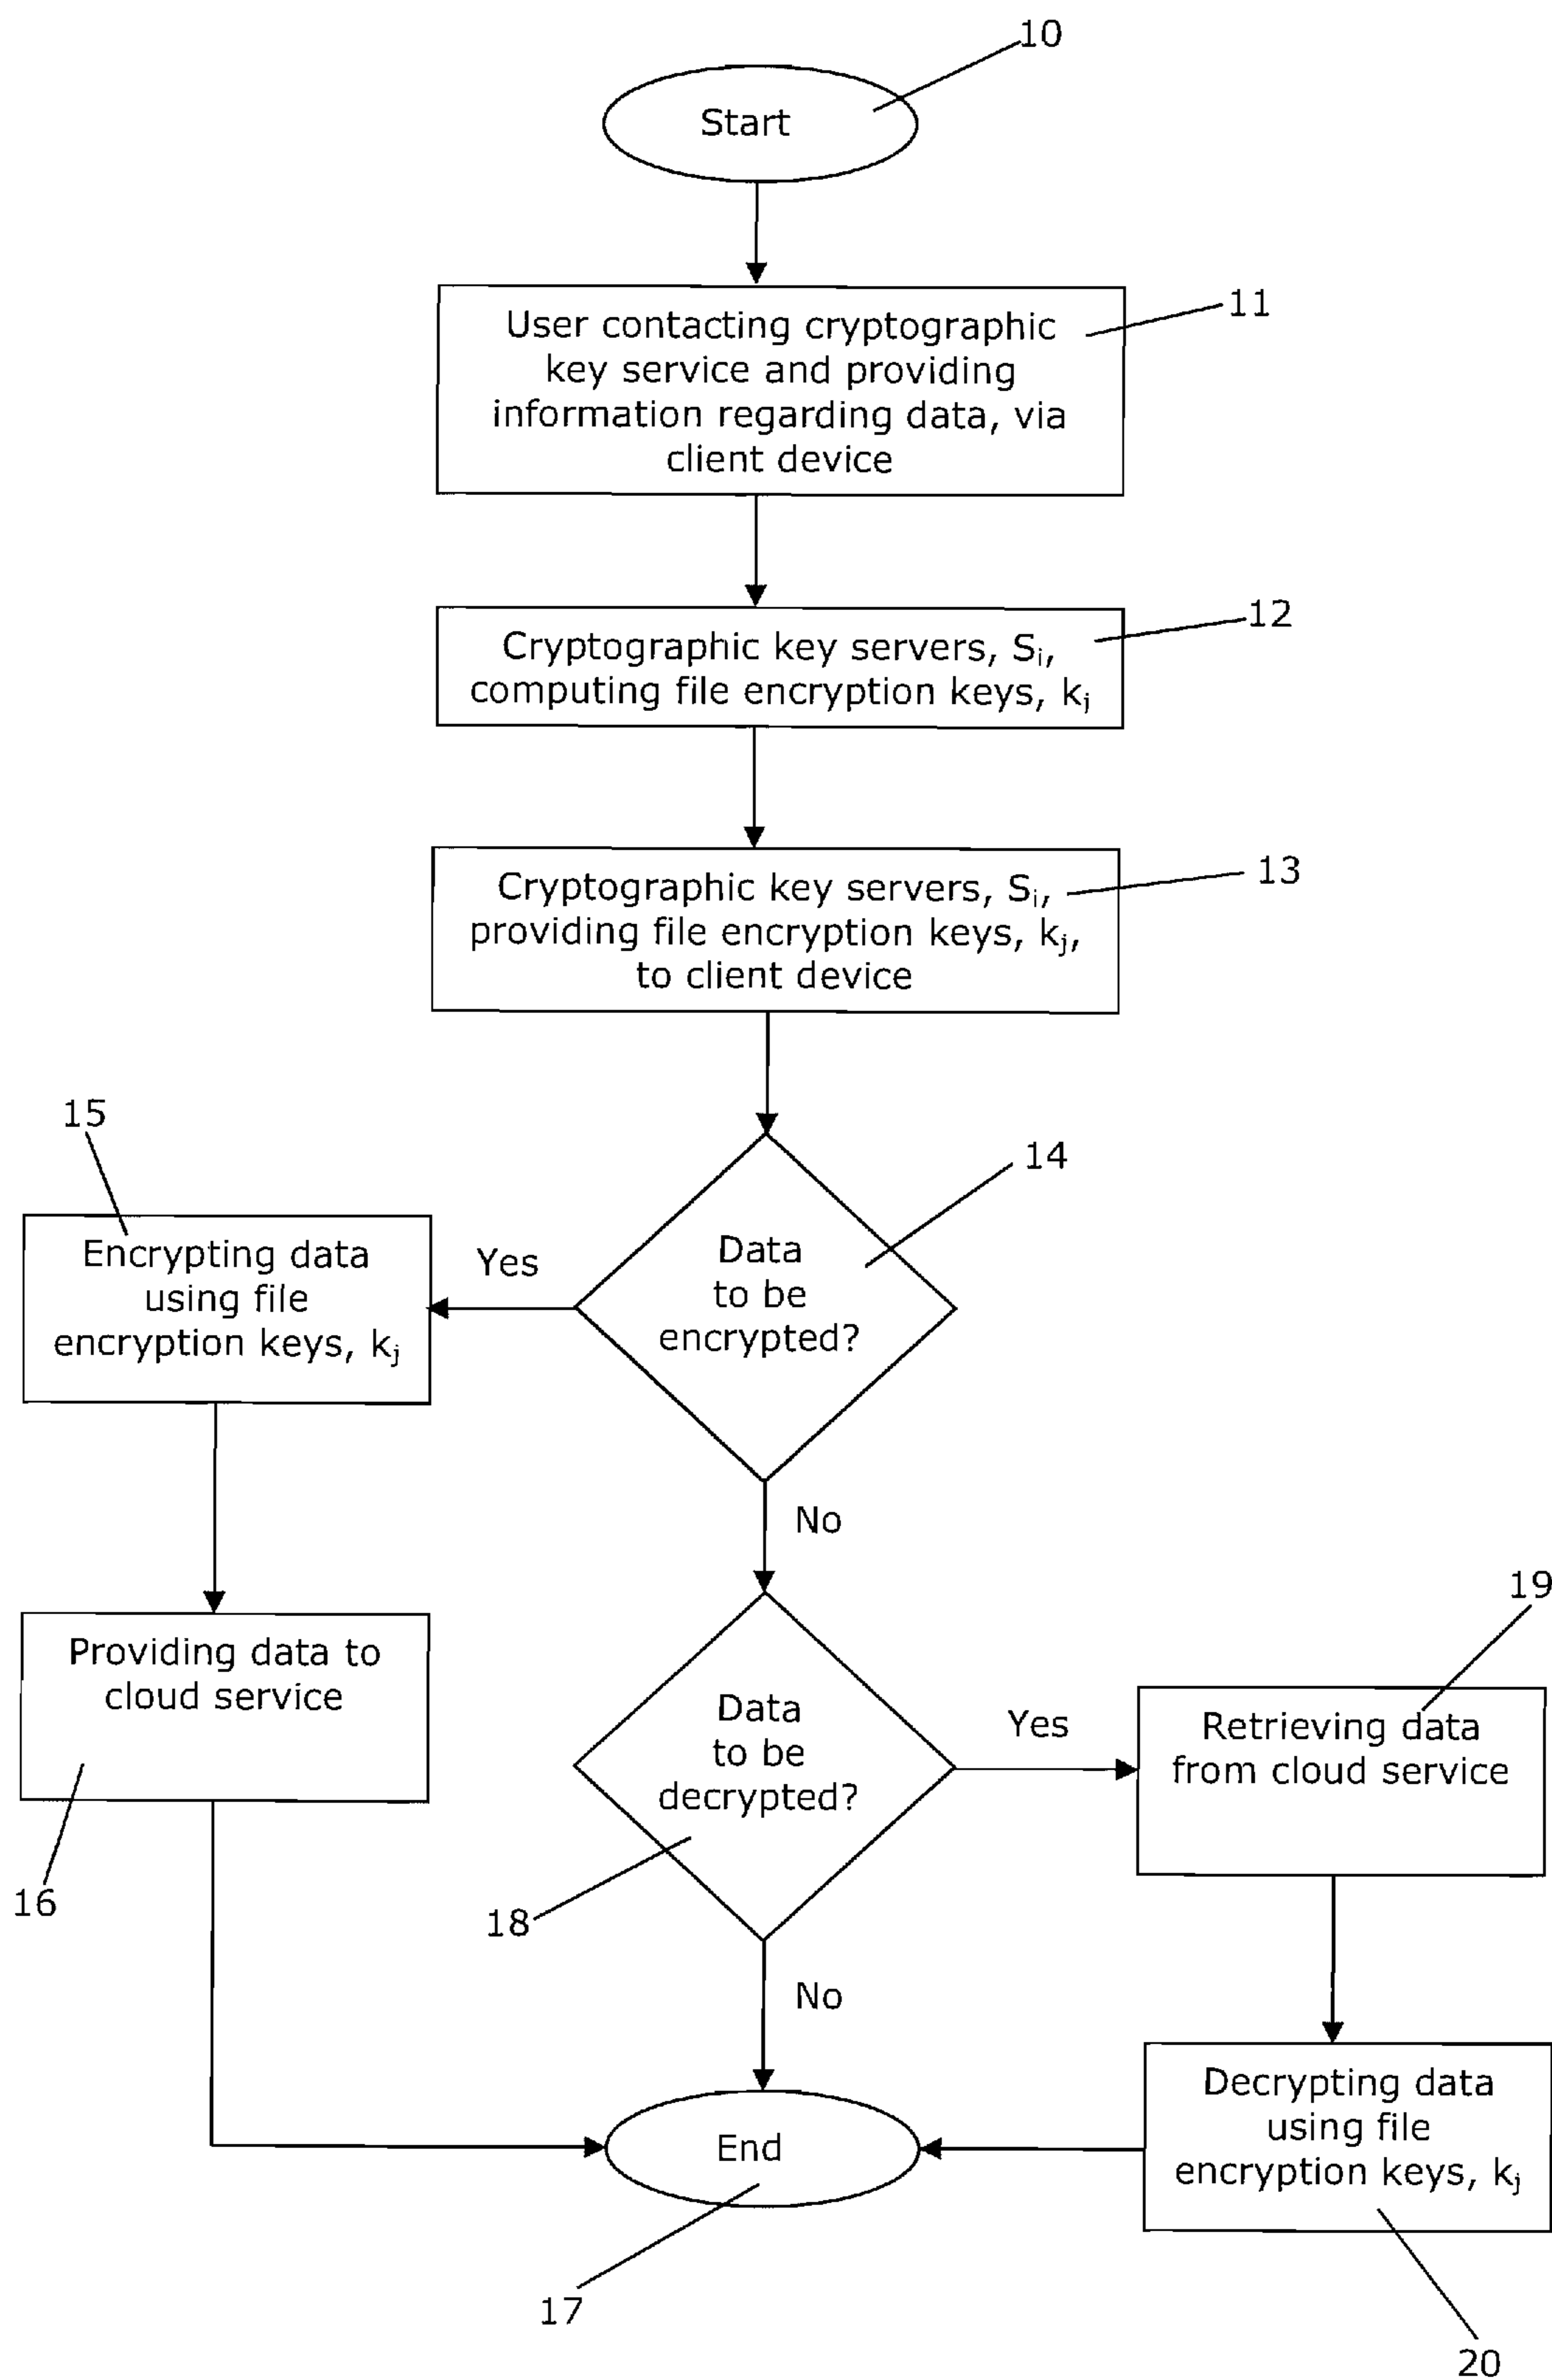 10
Start
11
User contacting cryptographic
key service and providing
information regarding data, via
client device
12
Cryptographic key servers, Sᵢ,
computing file encryption keys, kⱼ
13
Cryptographic key servers, Sᵢ,
providing file encryption keys, kⱼ,
to client device
15
14
Encrypting data
using file
encryption keys, kⱼ
Yes
Data
to be
encrypted?
No
19
Providing data to
cloud service
16
Data
to be
decrypted?
18
Yes
Retrieving data
from cloud service
No
End
17
Decrypting data
using file
encryption keys, kⱼ
20